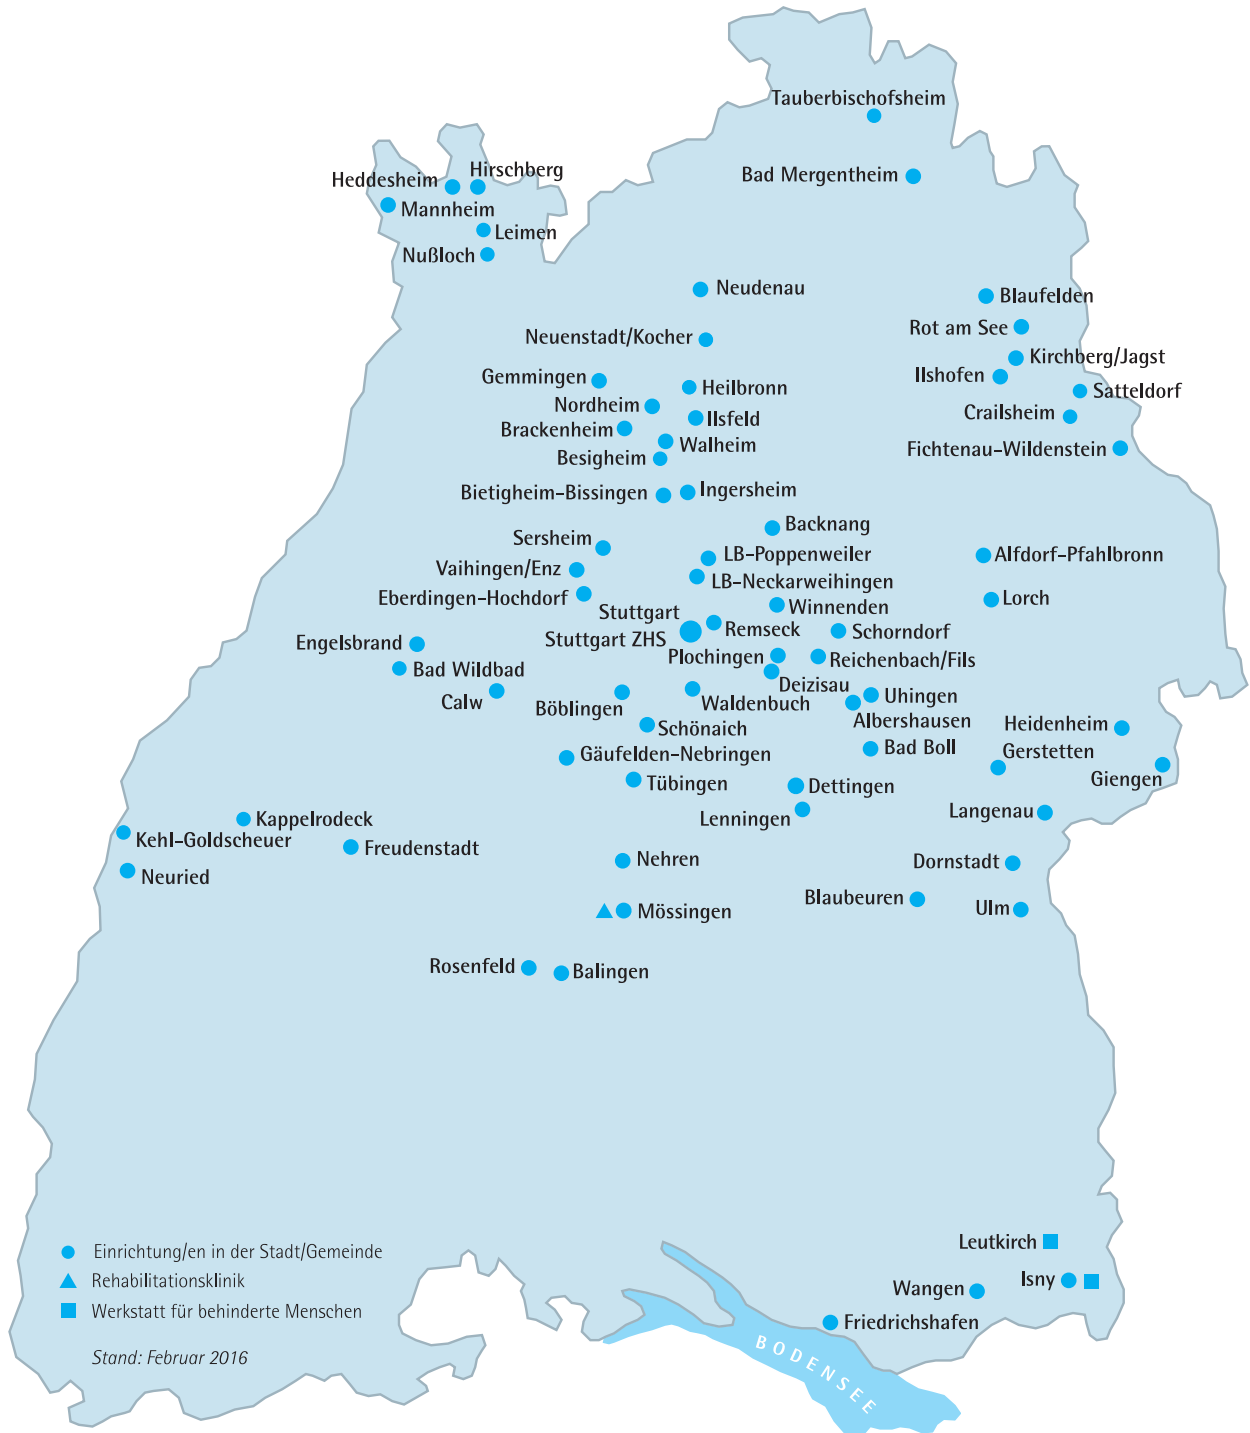 Tauberbischofsheim
Bad Mergentheim
Hirschberg
Heddesheim
Mannheim
Leimen
Nußloch
Neudenau
Blaufelden
Rot am See
Neuenstadt/Kocher
Kirchberg/Jagst
Ilshofen
Gemmingen
Heilbronn
Satteldorf
Nordheim
Crailsheim
Ilsfeld
Brackenheim
Walheim
Fichtenau-Wildenstein
Besigheim
Bietigheim-Bissingen
Ingersheim
Backnang
Sersheim
LB-Poppenweiler
Alfdorf-Pfahlbronn
Vaihingen/Enz
LB-Neckarweihingen
Eberdingen-Hochdorf
Lorch
Stuttgart
Winnenden
Remseck
Schorndorf
Stuttgart ZHS
Engelsbrand
Plochingen
Reichenbach/Fils
Bad Wildbad
Deizisau
Calw
Böblingen
Waldenbuch
Uhingen
Albershausen
Schönaich
Heidenheim
Bad Boll
Gerstetten
Gäufelden-Nebringen
Giengen
Tübingen
Dettingen
Lenningen
Langenau
Kappelrodeck
Kehl-Goldscheuer
Freudenstadt
Nehren
Dornstadt
Neuried
Blaubeuren
Ulm
Mössingen
Rosenfeld
Balingen
Leutkirch
Einrichtung/en in der Stadt/Gemeinde
Rehabilitationsklinik
Isny
Wangen
Werkstatt für behinderte Menschen
Friedrichshafen
Stand: Februar 2016
BODENSEE